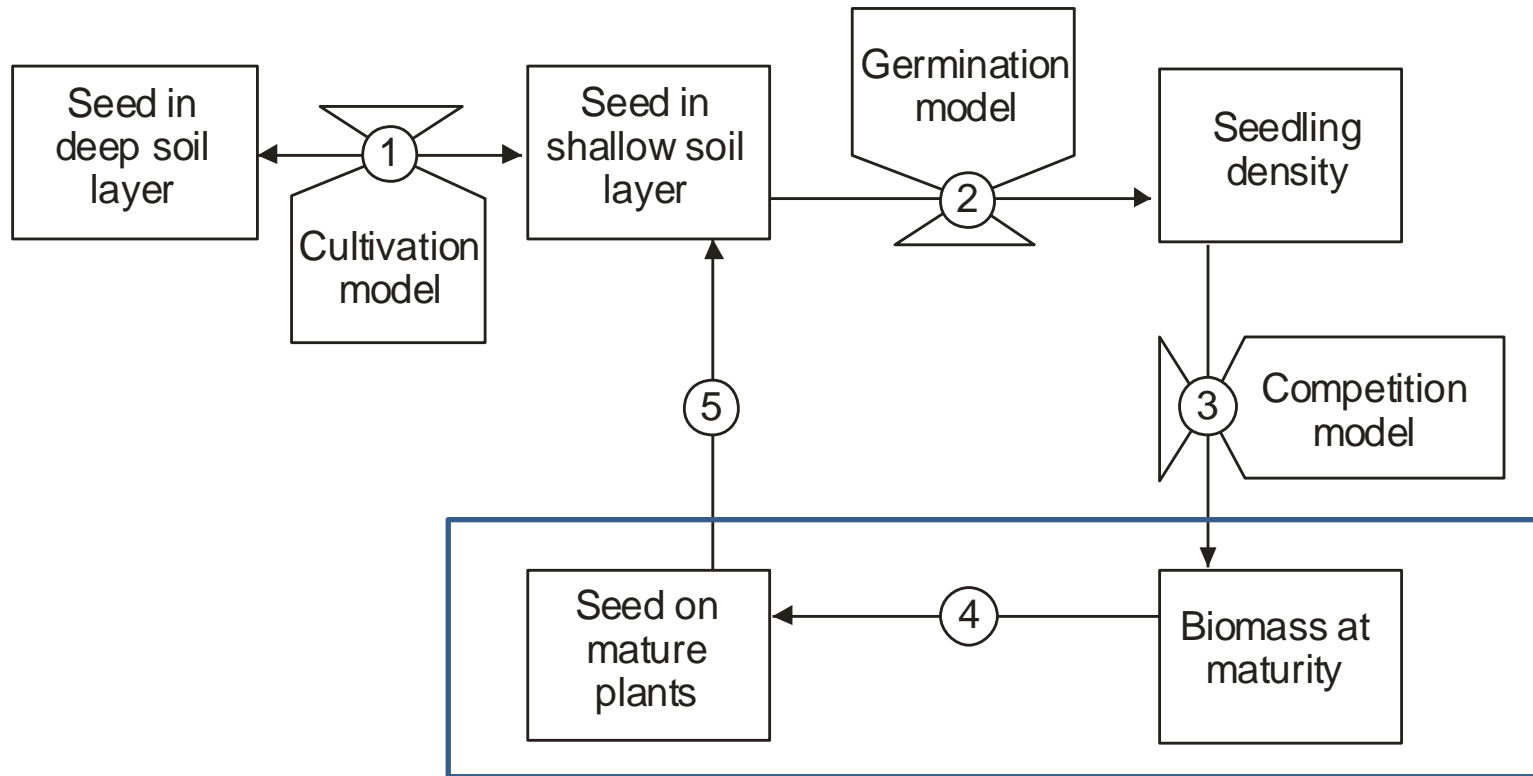 Seed in
deep soil
layer
1
Cultivation
model
Seed in
shallow soil
layer
Germination
model
2
Seedling
density
3
Competition
model
5
Seed on
mature
plants
4
Biomass at
maturity